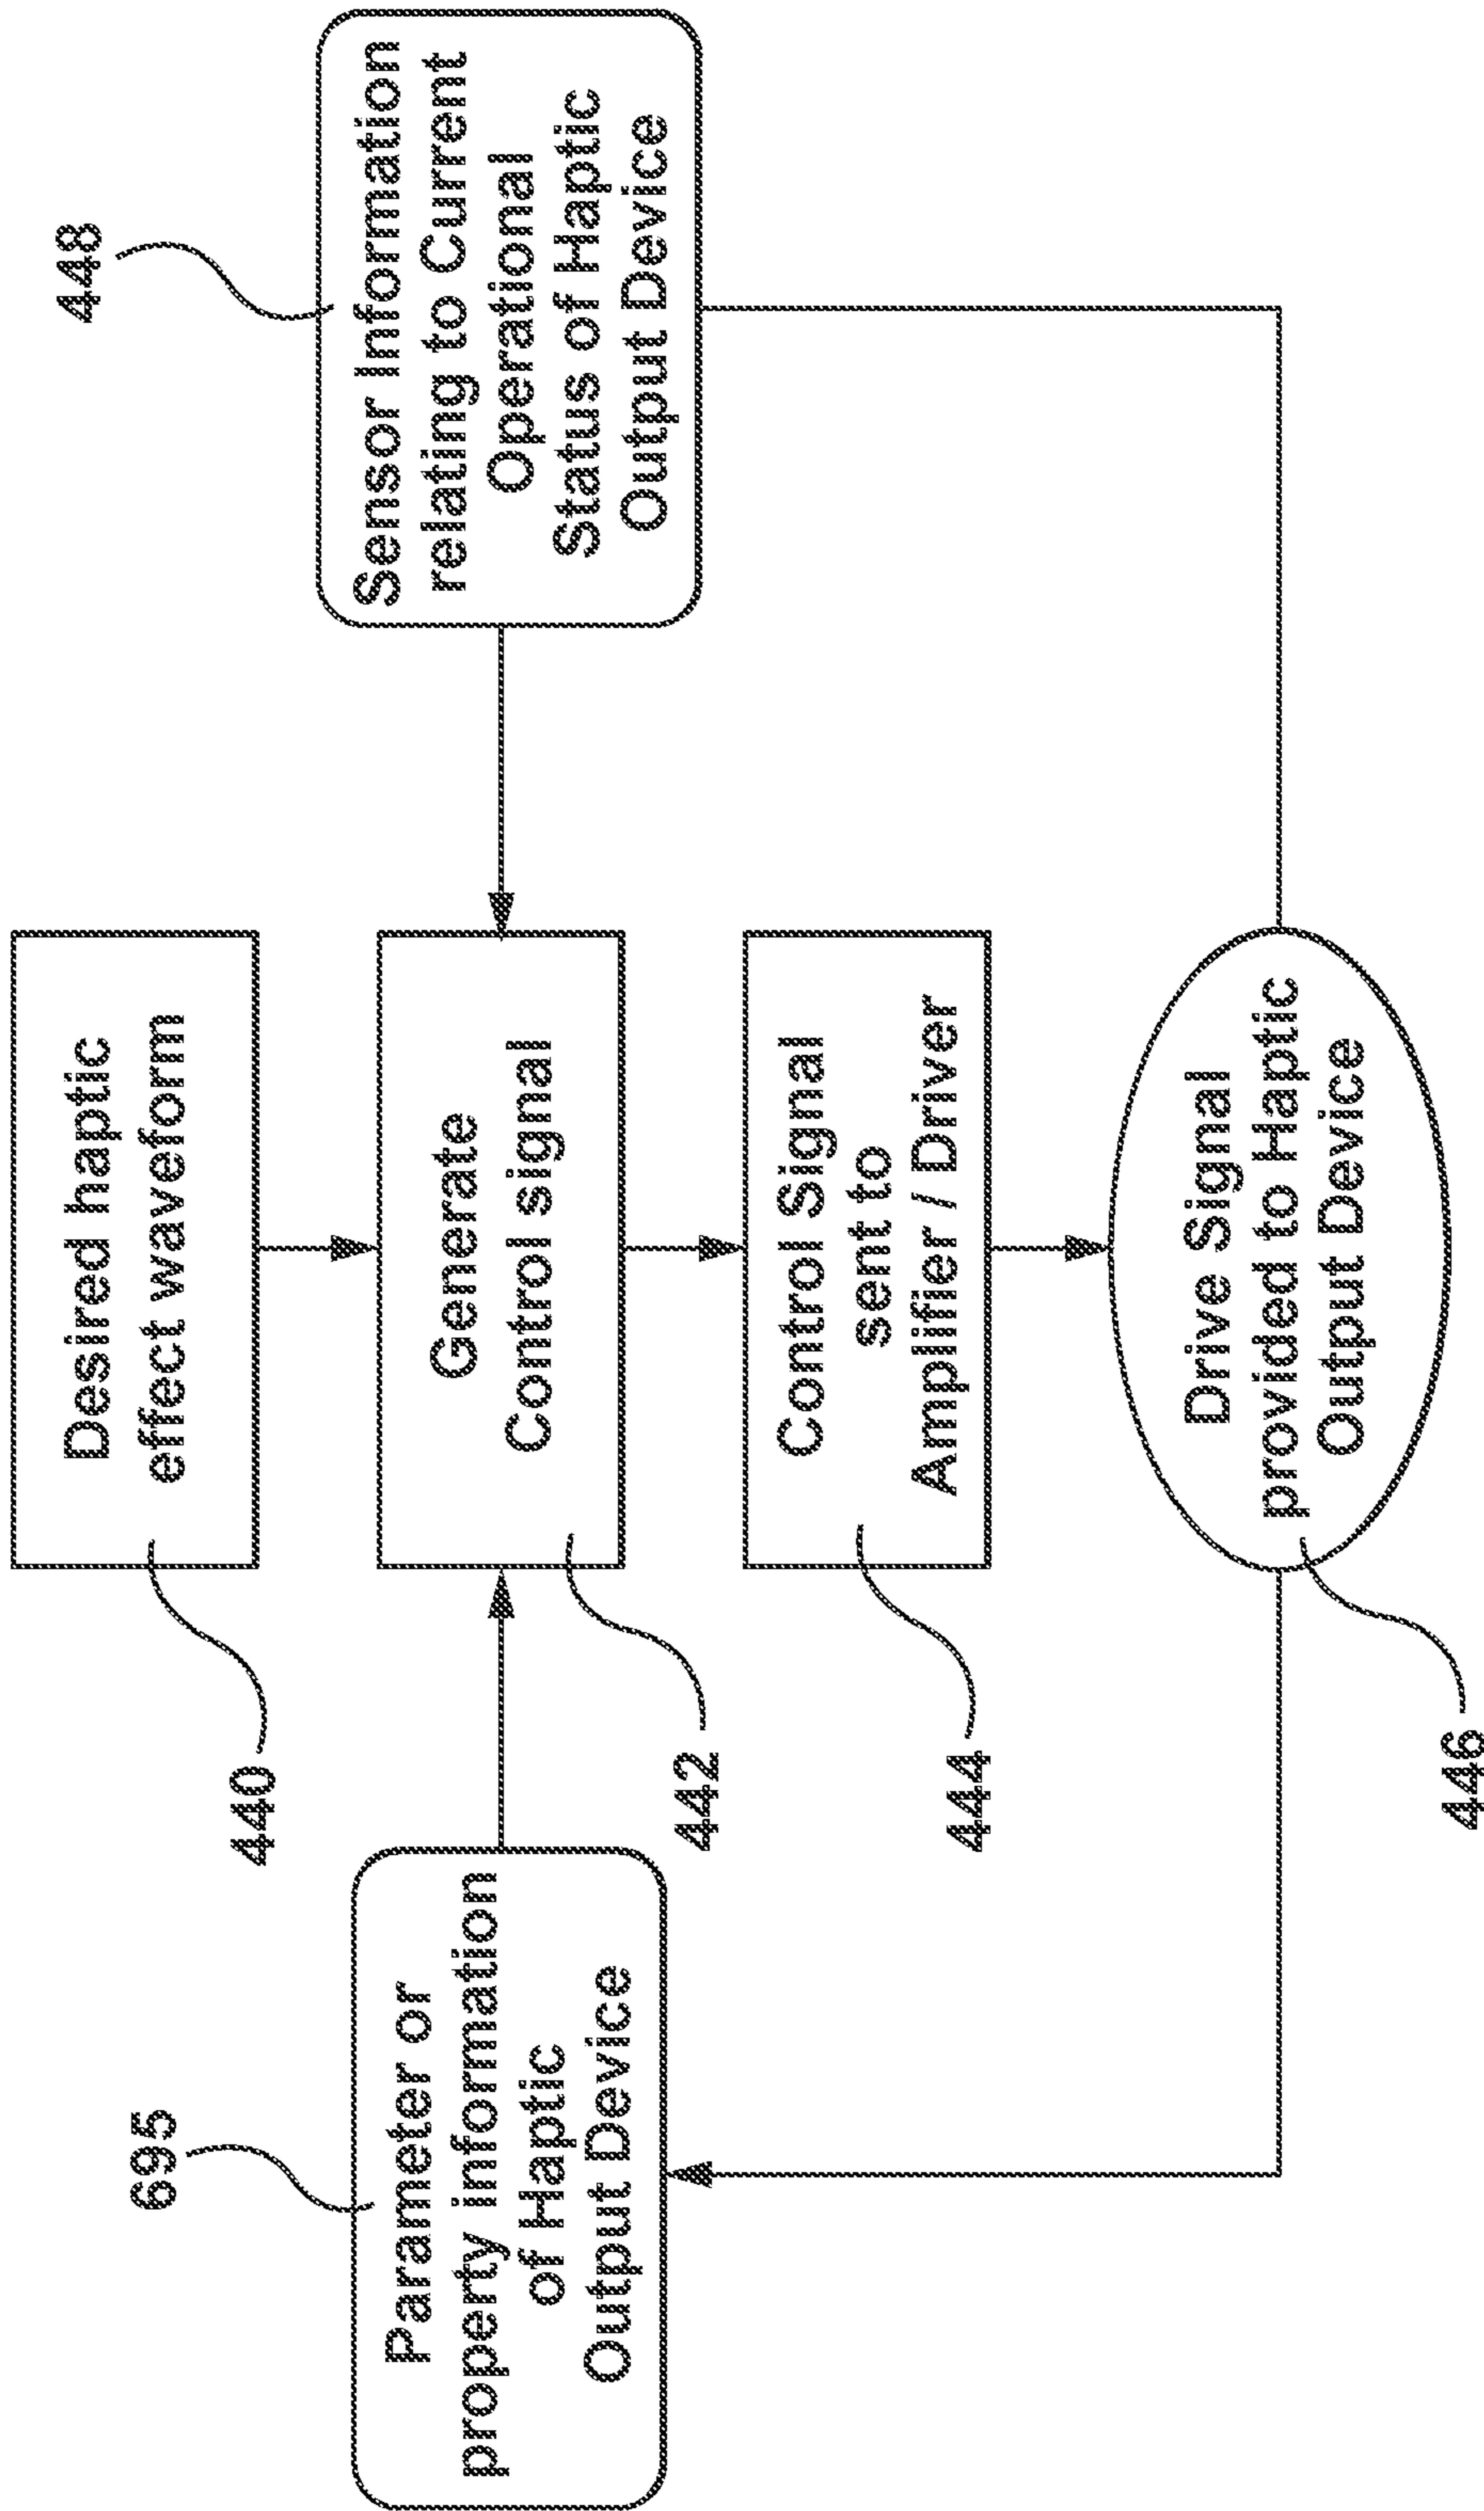 440
Desired haptic
effect waveform
695
Parameter or
property information
of Haptic
Output Device
442
Generate
Control signal
448
Sensor Information
relating to Current
Operational
Status of Haptic
Output Device
444
Control Signal
sent to
Amplifier / Driver
446
Drive Signal
provided to Haptic
Output Device